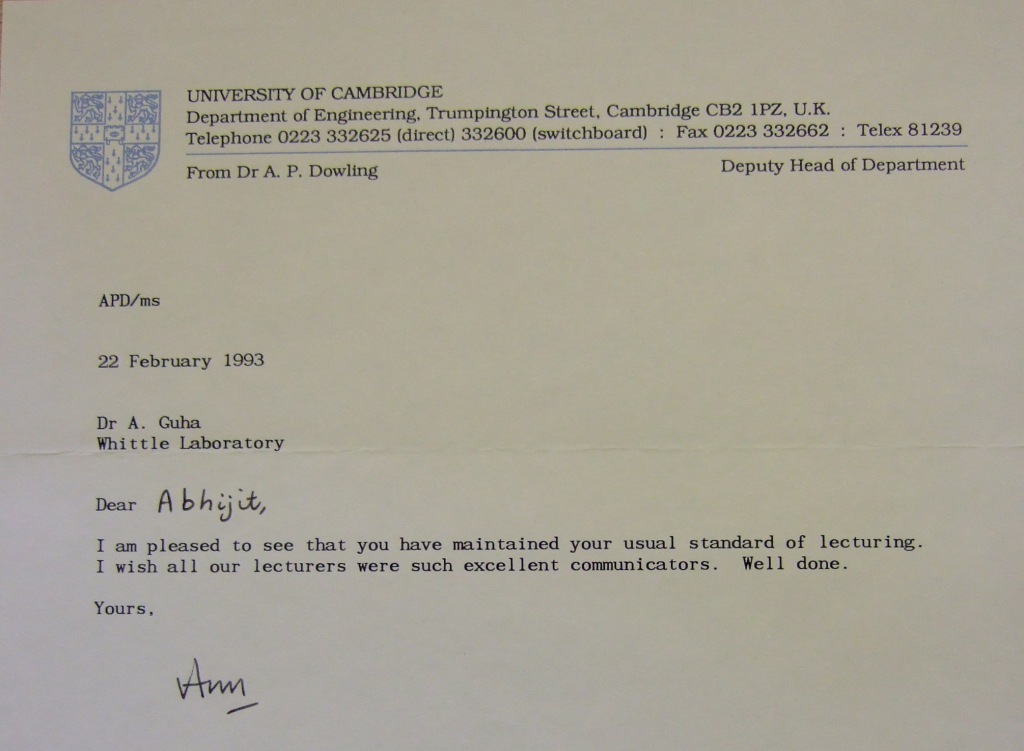 UNIVERSITY OF CAMBRIDGE
Department of Engineering, Trumpington Street, Cambridge CB2 1PZ, U.K.
Telephone 0223 332625 (direct) 332600 (switchboard) : Fax 0223 332662 : Telex 81239
From Dr A. P. Dowling Deputy Head of Department
APD/ms
22 February 1993
Dr A. Guha
Whittle Laboratory
Dear Abhijit,
I am pleased to see that you have maintained your usual standard of lecturing.
I wish all our lecturers were such excellent communicators. Well done.
Yours,
Ann